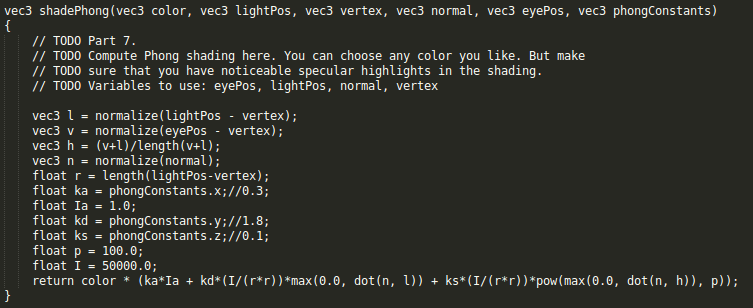 vec3 shadePhong(vec3 color, vec3 lightPos, vec3 vertex, vec3 normal, vec3 eyePos, vec3 phongConstants)
{
    // TODO Part 7.
    // TODO Compute Phong shading here. You can choose any color you like. But make
    // TODO sure that you have noticeable specular highlights in the shading.
    // TODO Variables to use: eyePos, lightPos, normal, vertex

    vec3 l = normalize(lightPos - vertex);
    vec3 v = normalize(eyePos - vertex);
    vec3 h = (v+l)/length(v+l);
    vec3 n = normalize(normal);
    float r = length(lightPos-vertex);
    float ka = phongConstants.x;//0.3;
    float Ia = 1.0;
    float kd = phongConstants.y;//1.8;
    float ks = phongConstants.z;//0.1;
    float p = 100.0;
    float I = 50000.0;
    return color * (ka*Ia + kd*(I/(r*r))*max(0.0, dot(n, l)) + ks*(I/(r*r))*pow(max(0.0, dot(n, h)), p));
}